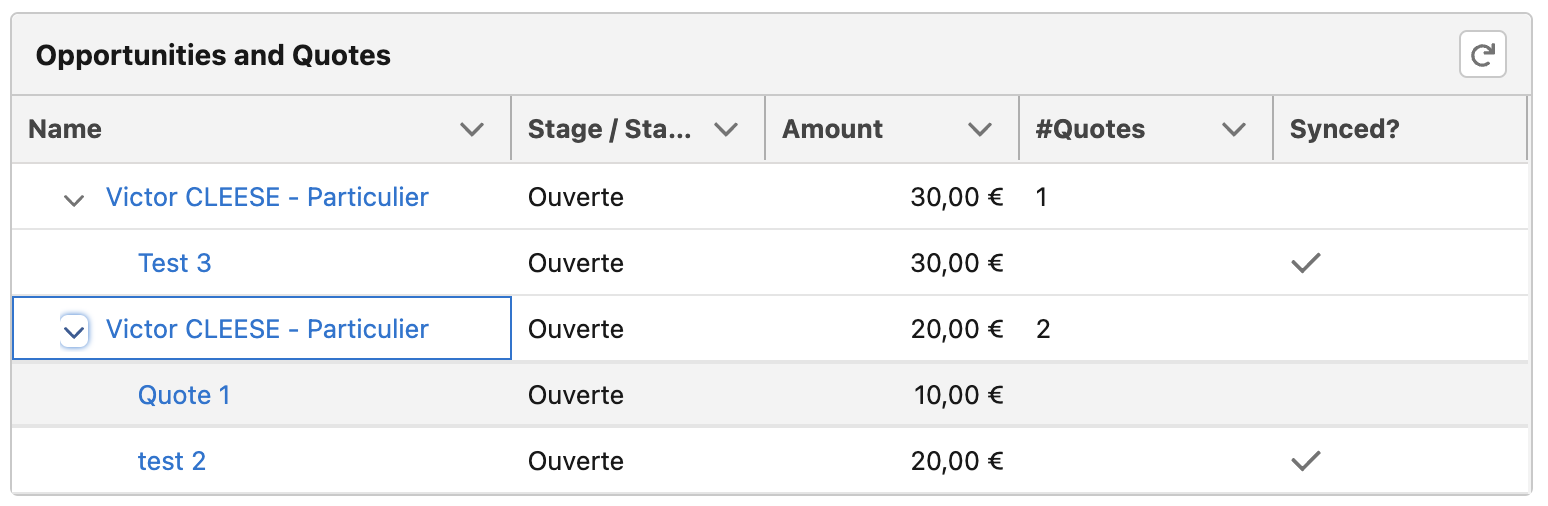 Opportunities and Quotes
Name Stage / Sta... Amount #Quotes Synced?
Victor CLEESE - Particulier Ouverte 30,00 € 1
Test 3 Ouverte 30,00 €
Victor CLEESE - Particulier Ouverte 20,00 € 2
Quote 1 Ouverte 10,00 €
test 2 Ouverte 20,00 €